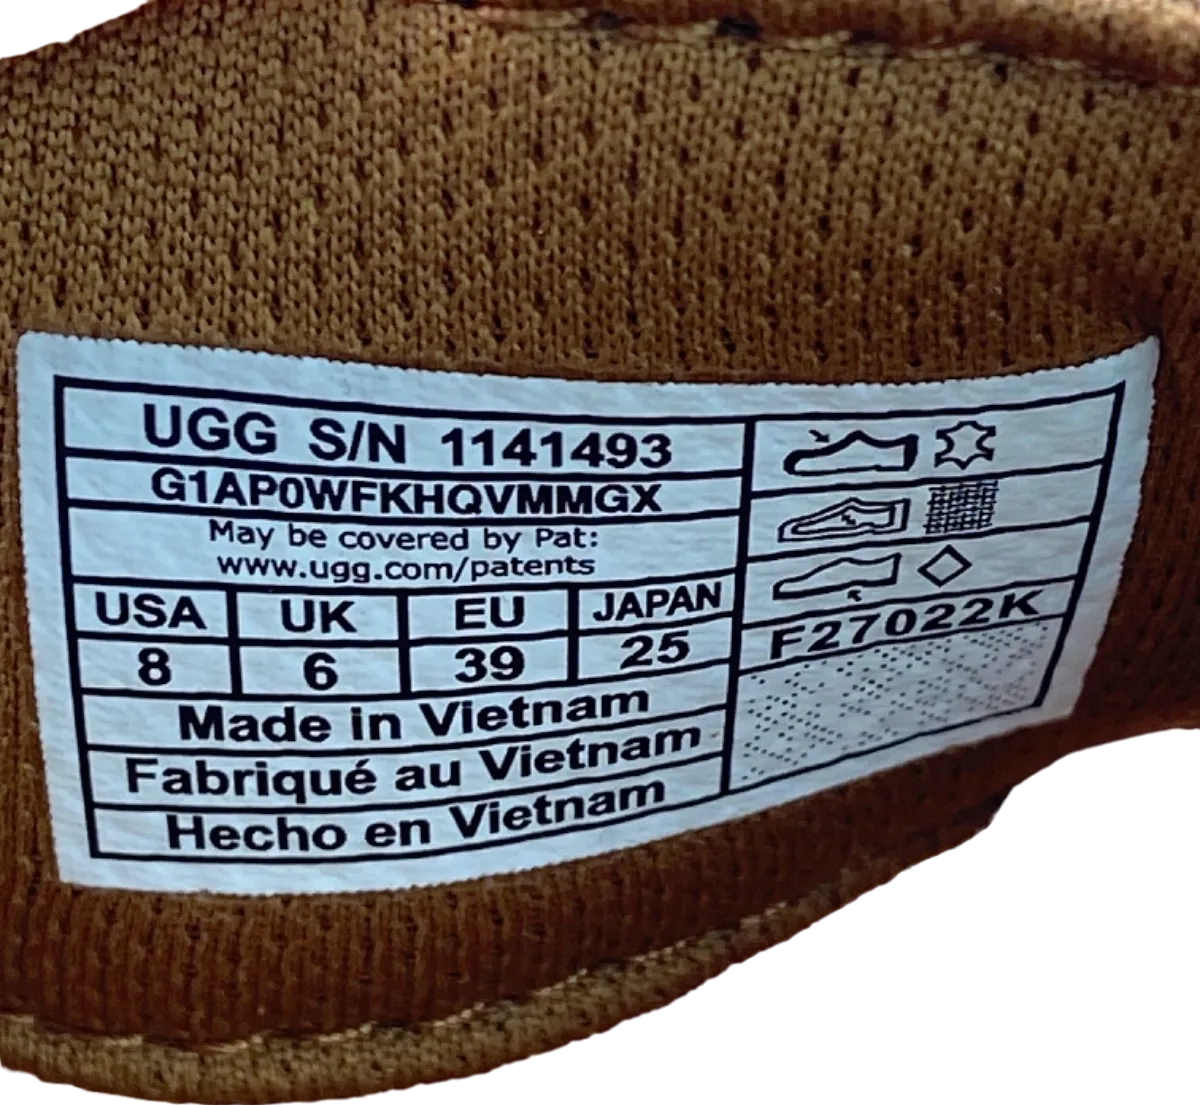 UGG S/N 1141493
G1AP0WFKHQVMMGX
May be covered by Pat:
www.ugg.com/patents
USA UK EU JAPAN
8 6 39 25
Made in Vietnam
Fabriqué au Vietnam
Hecho en Vietnam
F27022K